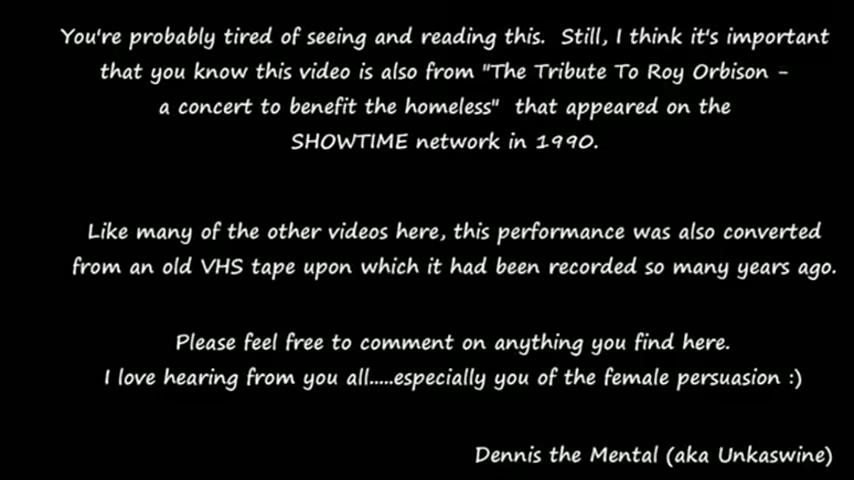 You're probably tired of seeing and reading this. Still, I think it's important
that you know this video is also from "The Tribute To Roy Orbison -
a concert to benefit the homeless" that appeared on the
SHOWTIME network in 1990.
Like many of the other videos here, this performance was also converted
from an old VHS tape upon which it had been recorded so many years ago.
Please feel free to comment on anything you find here.
I love hearing from you all.....especially you of the female persuasion :)
Dennis the Mental (aka Unkaswine)